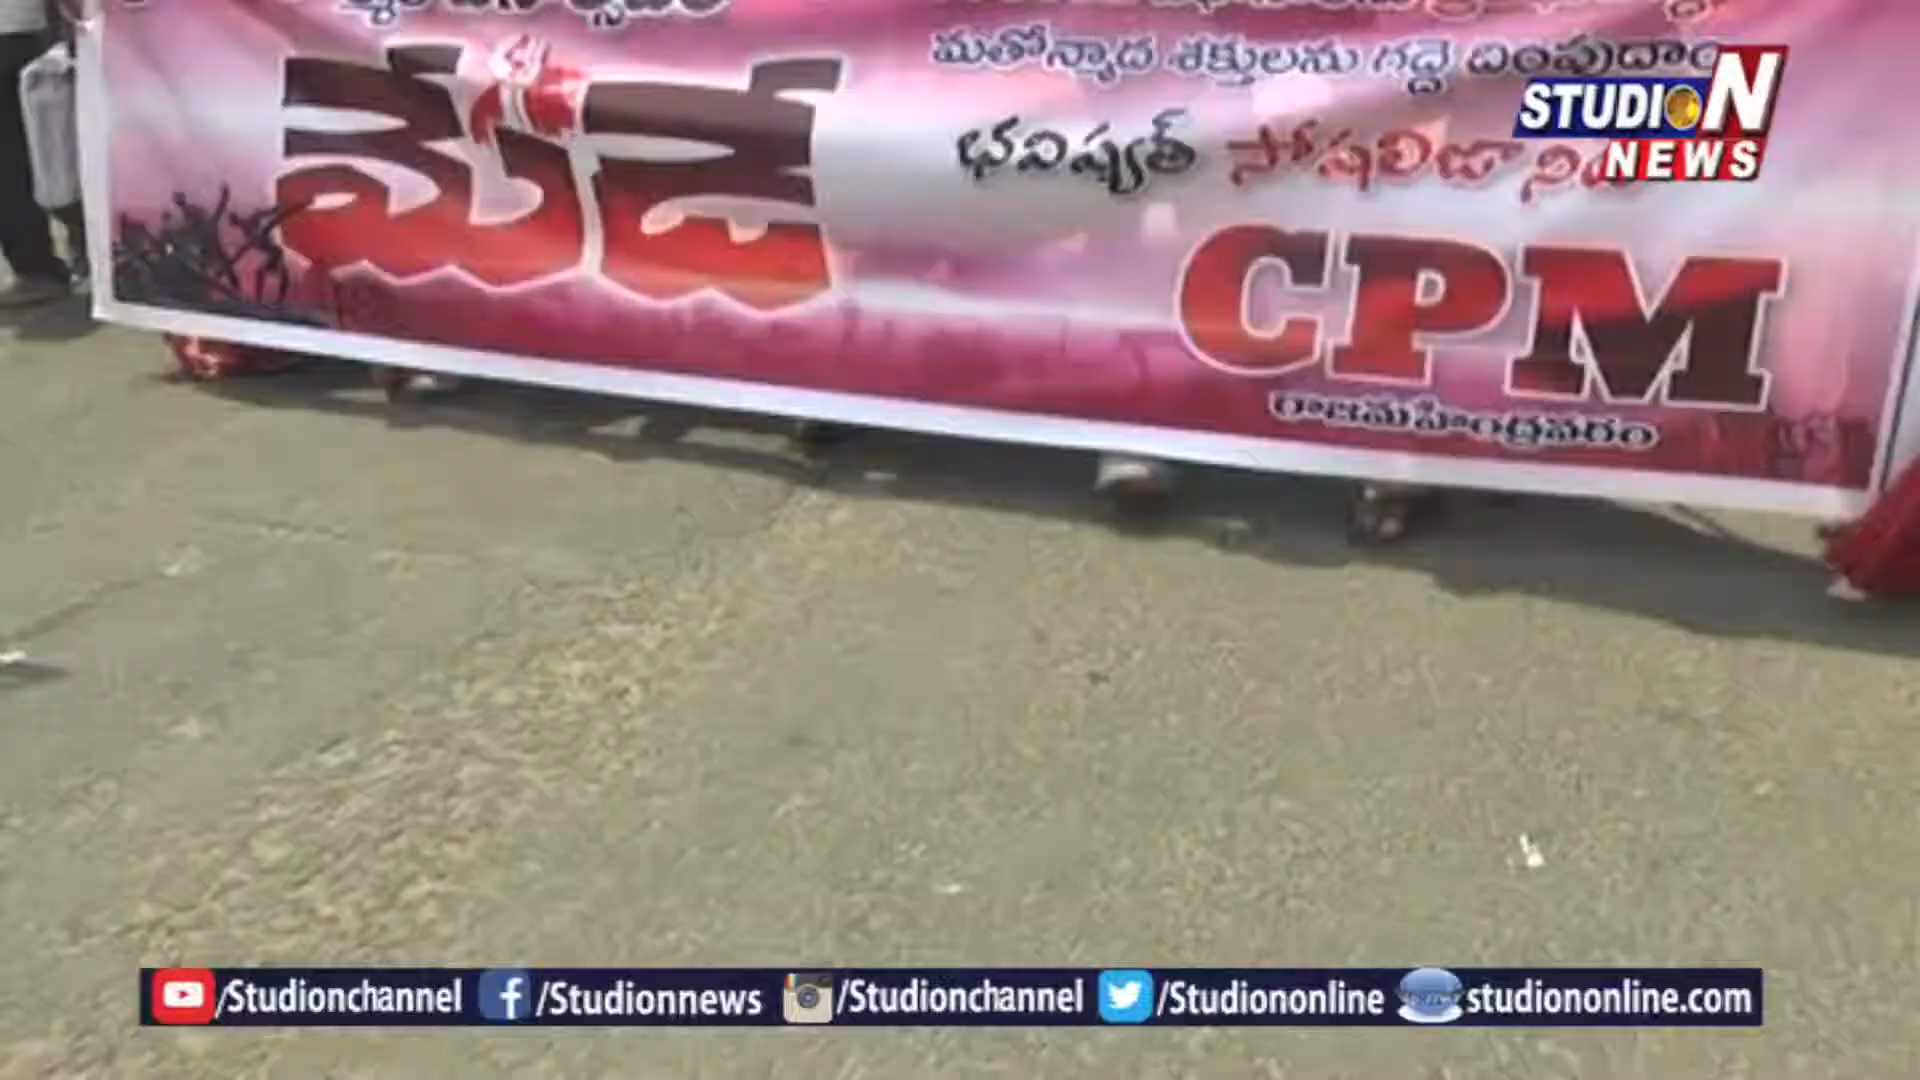 మేడే
మతోన్మాద శక్తులను గద్దె దింపుదాం
భవిష్యత్ సోషలిజానిదే
CPM
రాజమహేంద్రవరం
STUDIO N
NEWS
/Studionchannel /Studionnews /Studionchannel /Studiononline studiononline.com